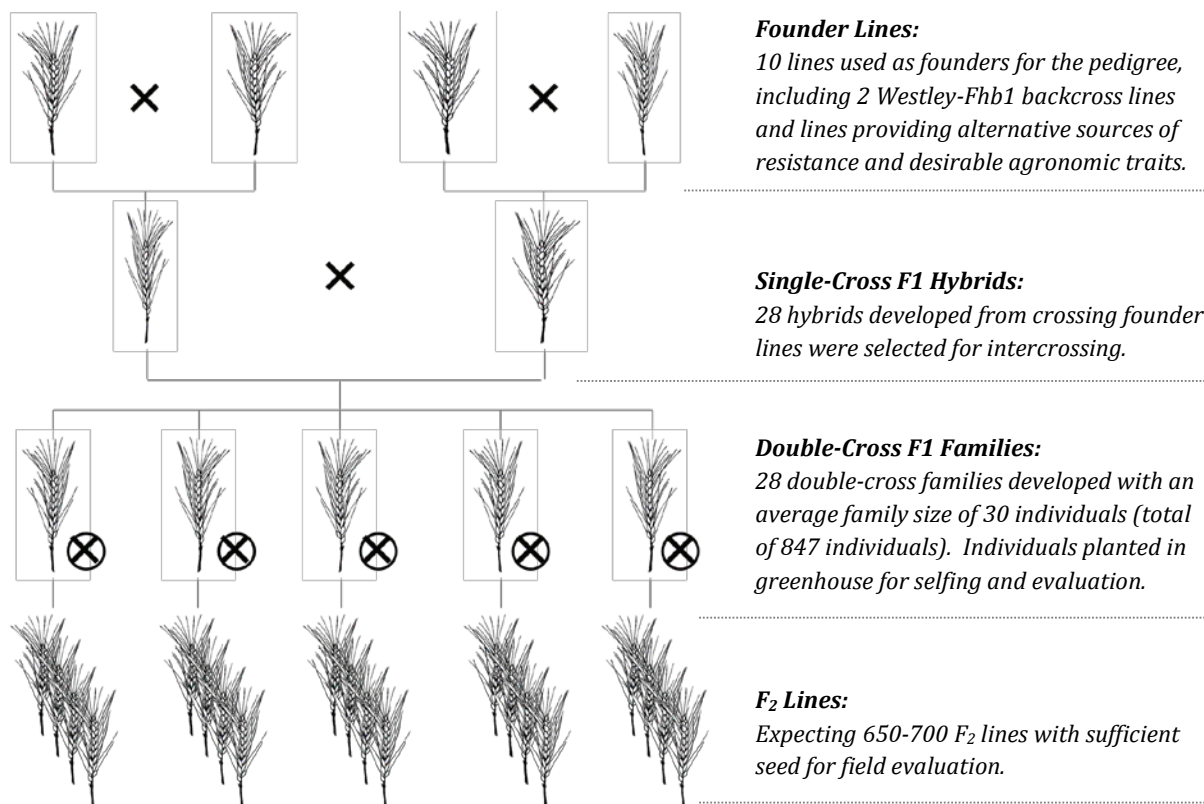 Founder Lines:
10 lines used as founders for the pedigree,
including 2 Westley-Fhb1 backcross lines
and lines providing alternative sources of
resistance and desirable agronomic traits.
Single-Cross F1 Hybrids:
28 hybrids developed from crossing founder
lines were selected for intercrossing.
Double-Cross F1 Families:
28 double-cross families developed with an
average family size of 30 individuals (total
of 847 individuals). Individuals planted in
greenhouse for selfing and evaluation.
F₂ Lines:
Expecting 650-700 F₂ lines with sufficient
seed for field evaluation.